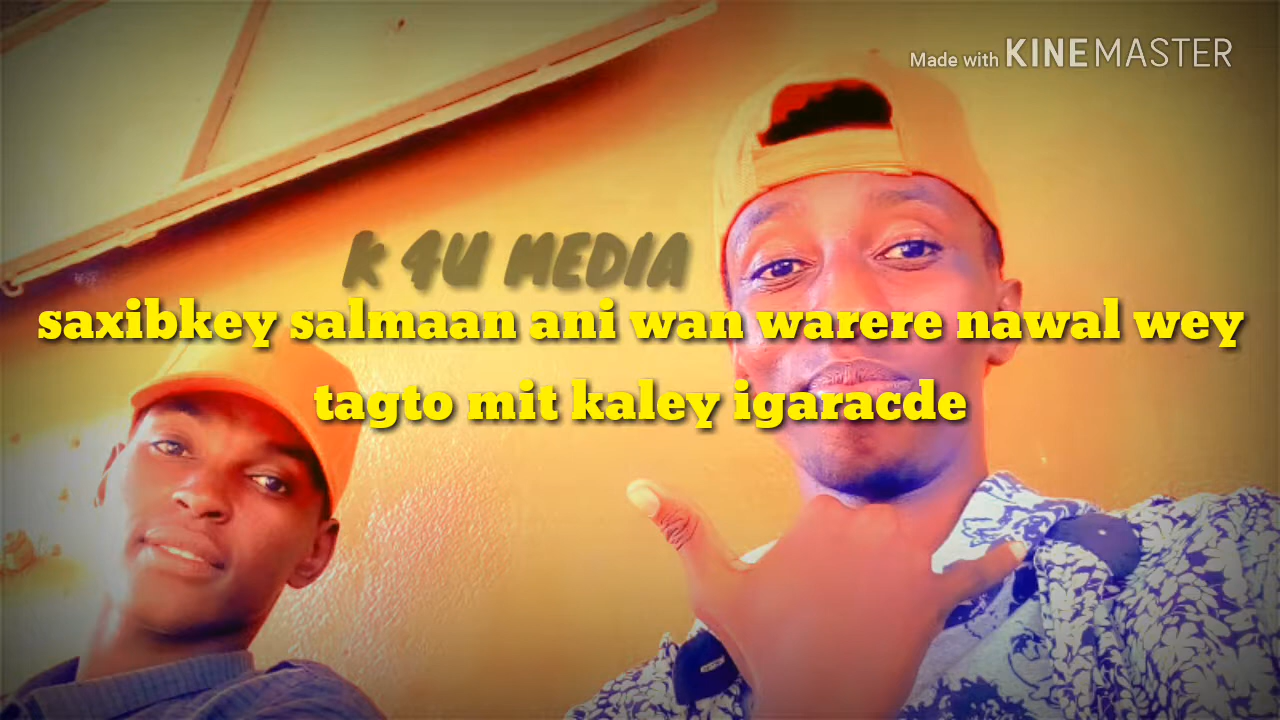 Made with KINEMASTER
K 4U MEDIA
saxibkey salmaan ani wan warere nawal wey
tagto mit kaley igaracde